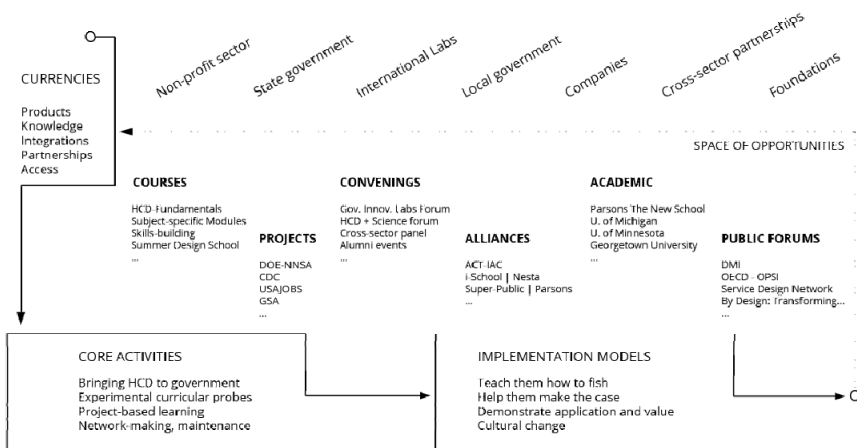 Non-profit sector
State government
International Labs
Local government
Companies
Cross-sector partnerships
Foundations
CURRENCIES
Products
Knowledge
Integrations
Partnerships
Access
SPACE OF OPPORTUNITIES
COURSES
HCD-Fundamentals
Subject-specific Modules
Skills-building
Summer Design School
...
PROJECTS
DOE-NNSA
CDC
USAJOBS
GSA
...
CONVENINGS
Gov. Innov. Labs Forum
HCD + Science forum
Cross-sector panel
Alumni events
...
ALLIANCES
ACT-IAC
i-School | Nesta
Super-Public | Parsons
...
ACADEMIC
Parsons The New School
U. of Michigan
U. of Minnesota
Georgetown University
...
PUBLIC FORUMS
DMI
OECD - OPSI
Service Design Network
By Design: Transforming...
...
CORE ACTIVITIES
Bringing HCD to government
Experimental curricular probes
Project-based learning
Network-making, maintenance
IMPLEMENTATION MODELS
Teach them how to fish
Help them make the case
Demonstrate application and value
Cultural change